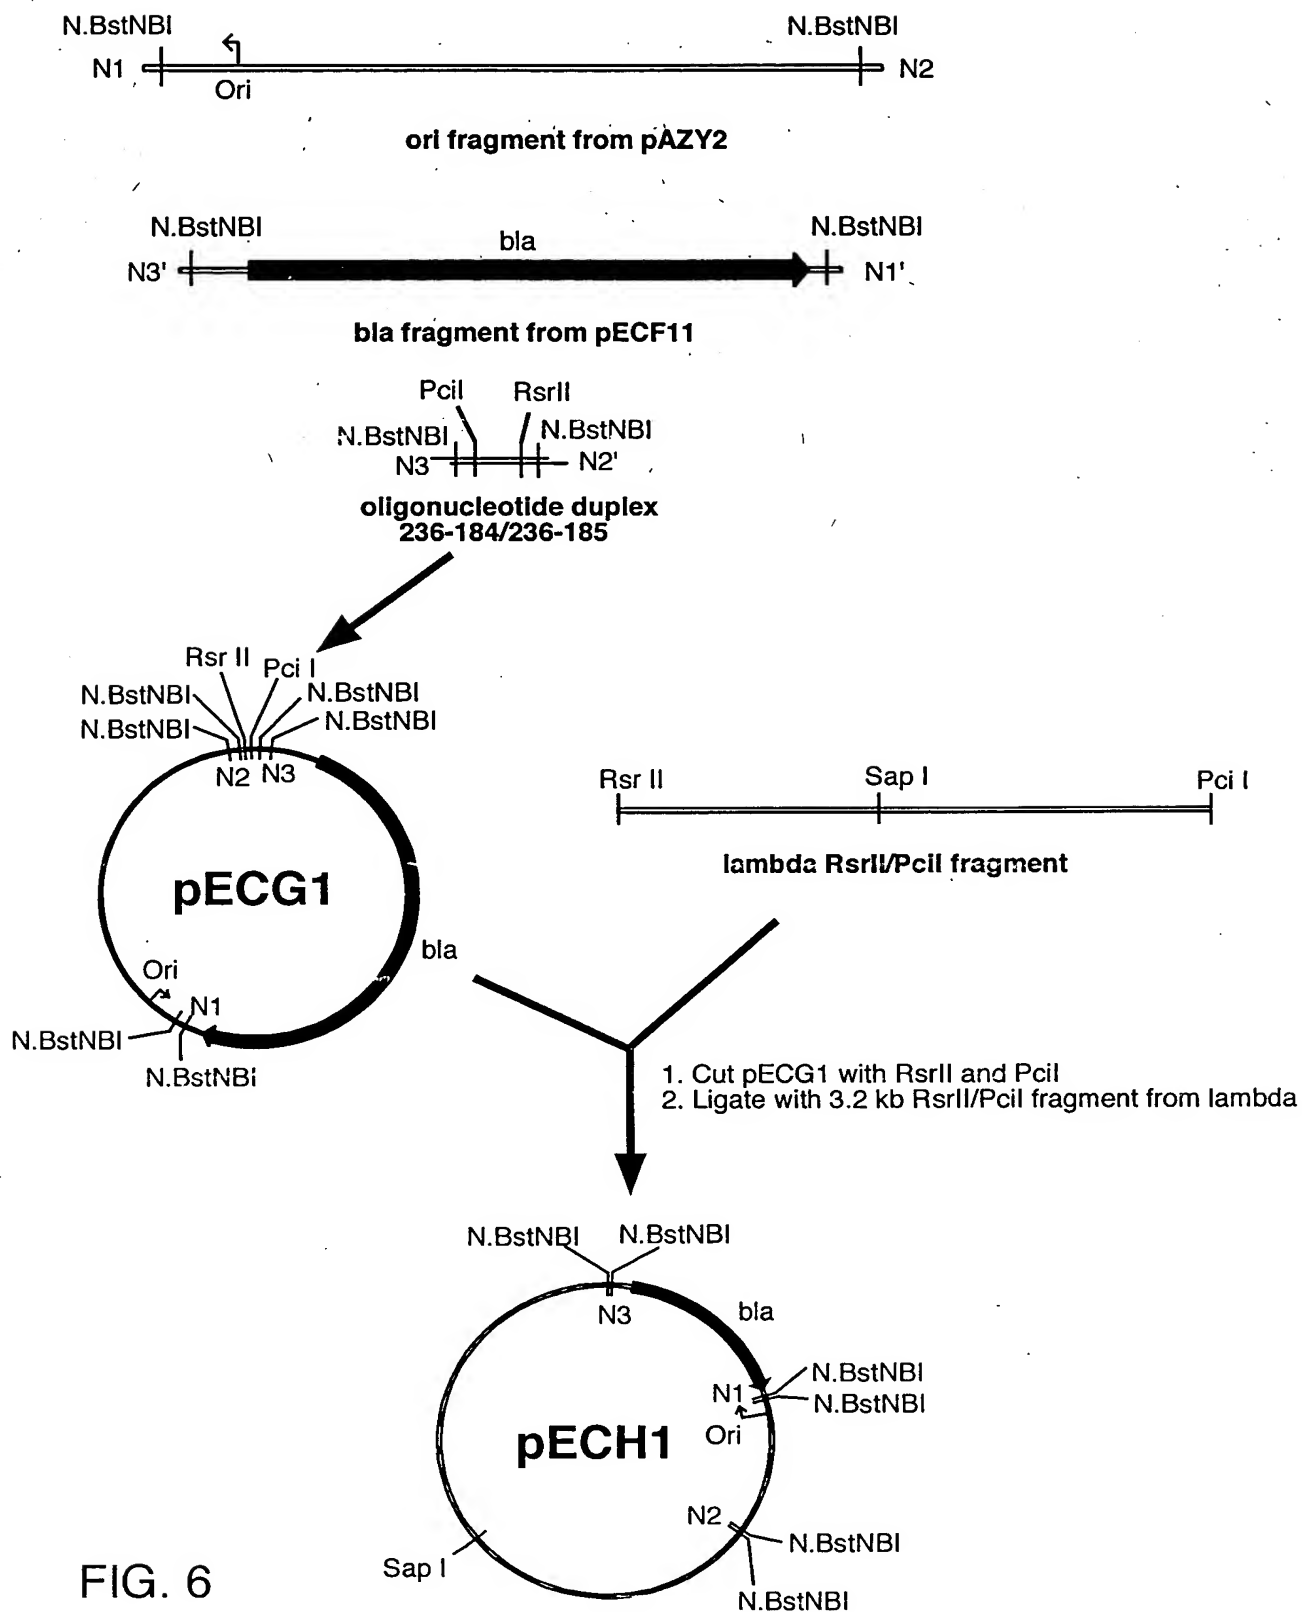 N.BstNBI N.BstNBI
N1 N2
Ori
ori fragment from pAZY2
N.BstNBI bla N.BstNBI
N3' N1'
bla fragment from pECF11
PciI RsrII
N.BstNBI N.BstNBI
N3 N2'
oligonucleotide duplex
236-184/236-185
Rsr II Pci I
N.BstNBI N.BstNBI
N.BstNBI N.BstNBI
N2 N3
Rsr II Sap I Pci I
lambda RsrII/PciI fragment
pECG1
bla
Ori
N1
N.BstNBI
N.BstNBI
1. Cut pECG1 with RsrII and PciI
2. Ligate with 3.2 kb RsrII/PciI fragment from lambda
N.BstNBI N.BstNBI
N3
bla
N1 N.BstNBI
N.BstNBI
Ori
pECH1
N2
N.BstNBI
Sap I
N.BstNBI
FIG. 6